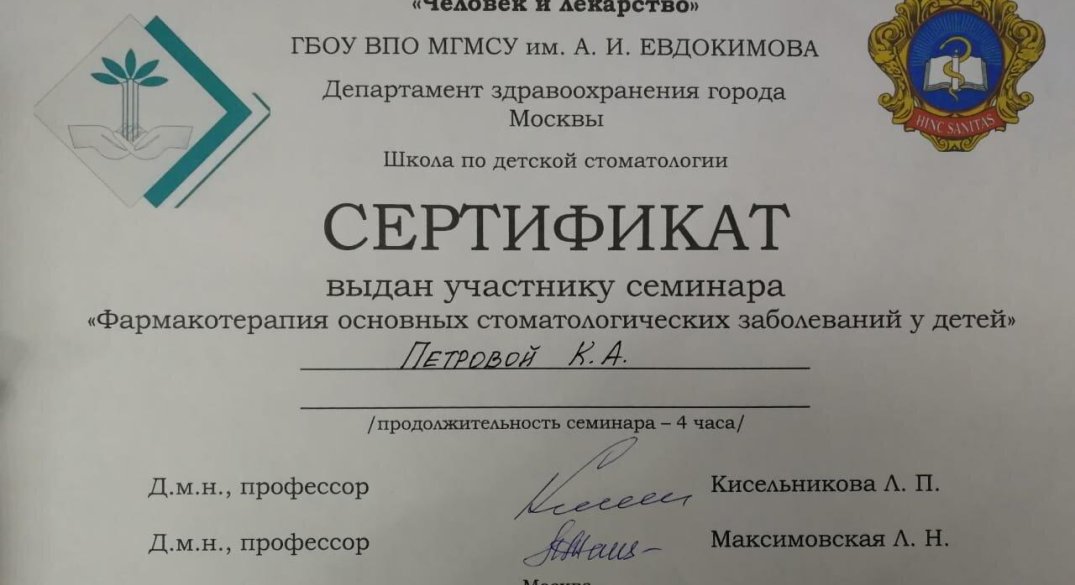 «Человек и лекарство»
ГБОУ ВПО МГМСУ им. А. И. ЕВДОКИМОВА
Департамент здравоохранения города
Москвы
Школа по детской стоматологии
HINC SANITAS
СЕРТИФИКАТ
выдан участнику семинара
«Фармакотерапия основных стоматологических заболеваний у детей»
Петровой К.А.
/продолжительность семинара – 4 часа/
Д.м.н., профессор Кисельникова Л. П.
Д.м.н., профессор Максимовская Л. Н.
Москва